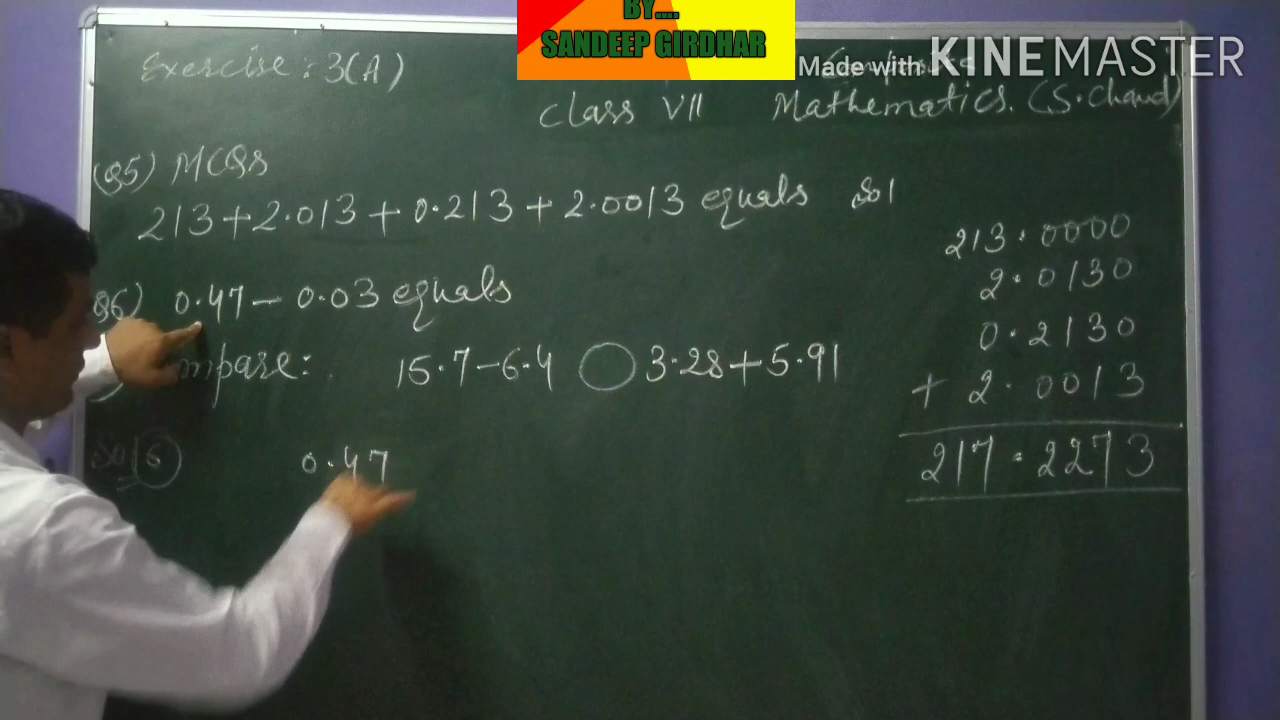 BY....
SANDEEP GIRDHAR
Made with KINEMASTER
Exercise: 3(A)
Class VII Mathematics. (S. Chand)
(Q5) MCQs
213+2.013+0.213+2.0013 equals Sol
213.0000
2.0130
0.2130
+ 2.0013
217.2273
Q6) 0.47-0.03 equals
15.7-6.4 ○ 3.28+5.91
0.47